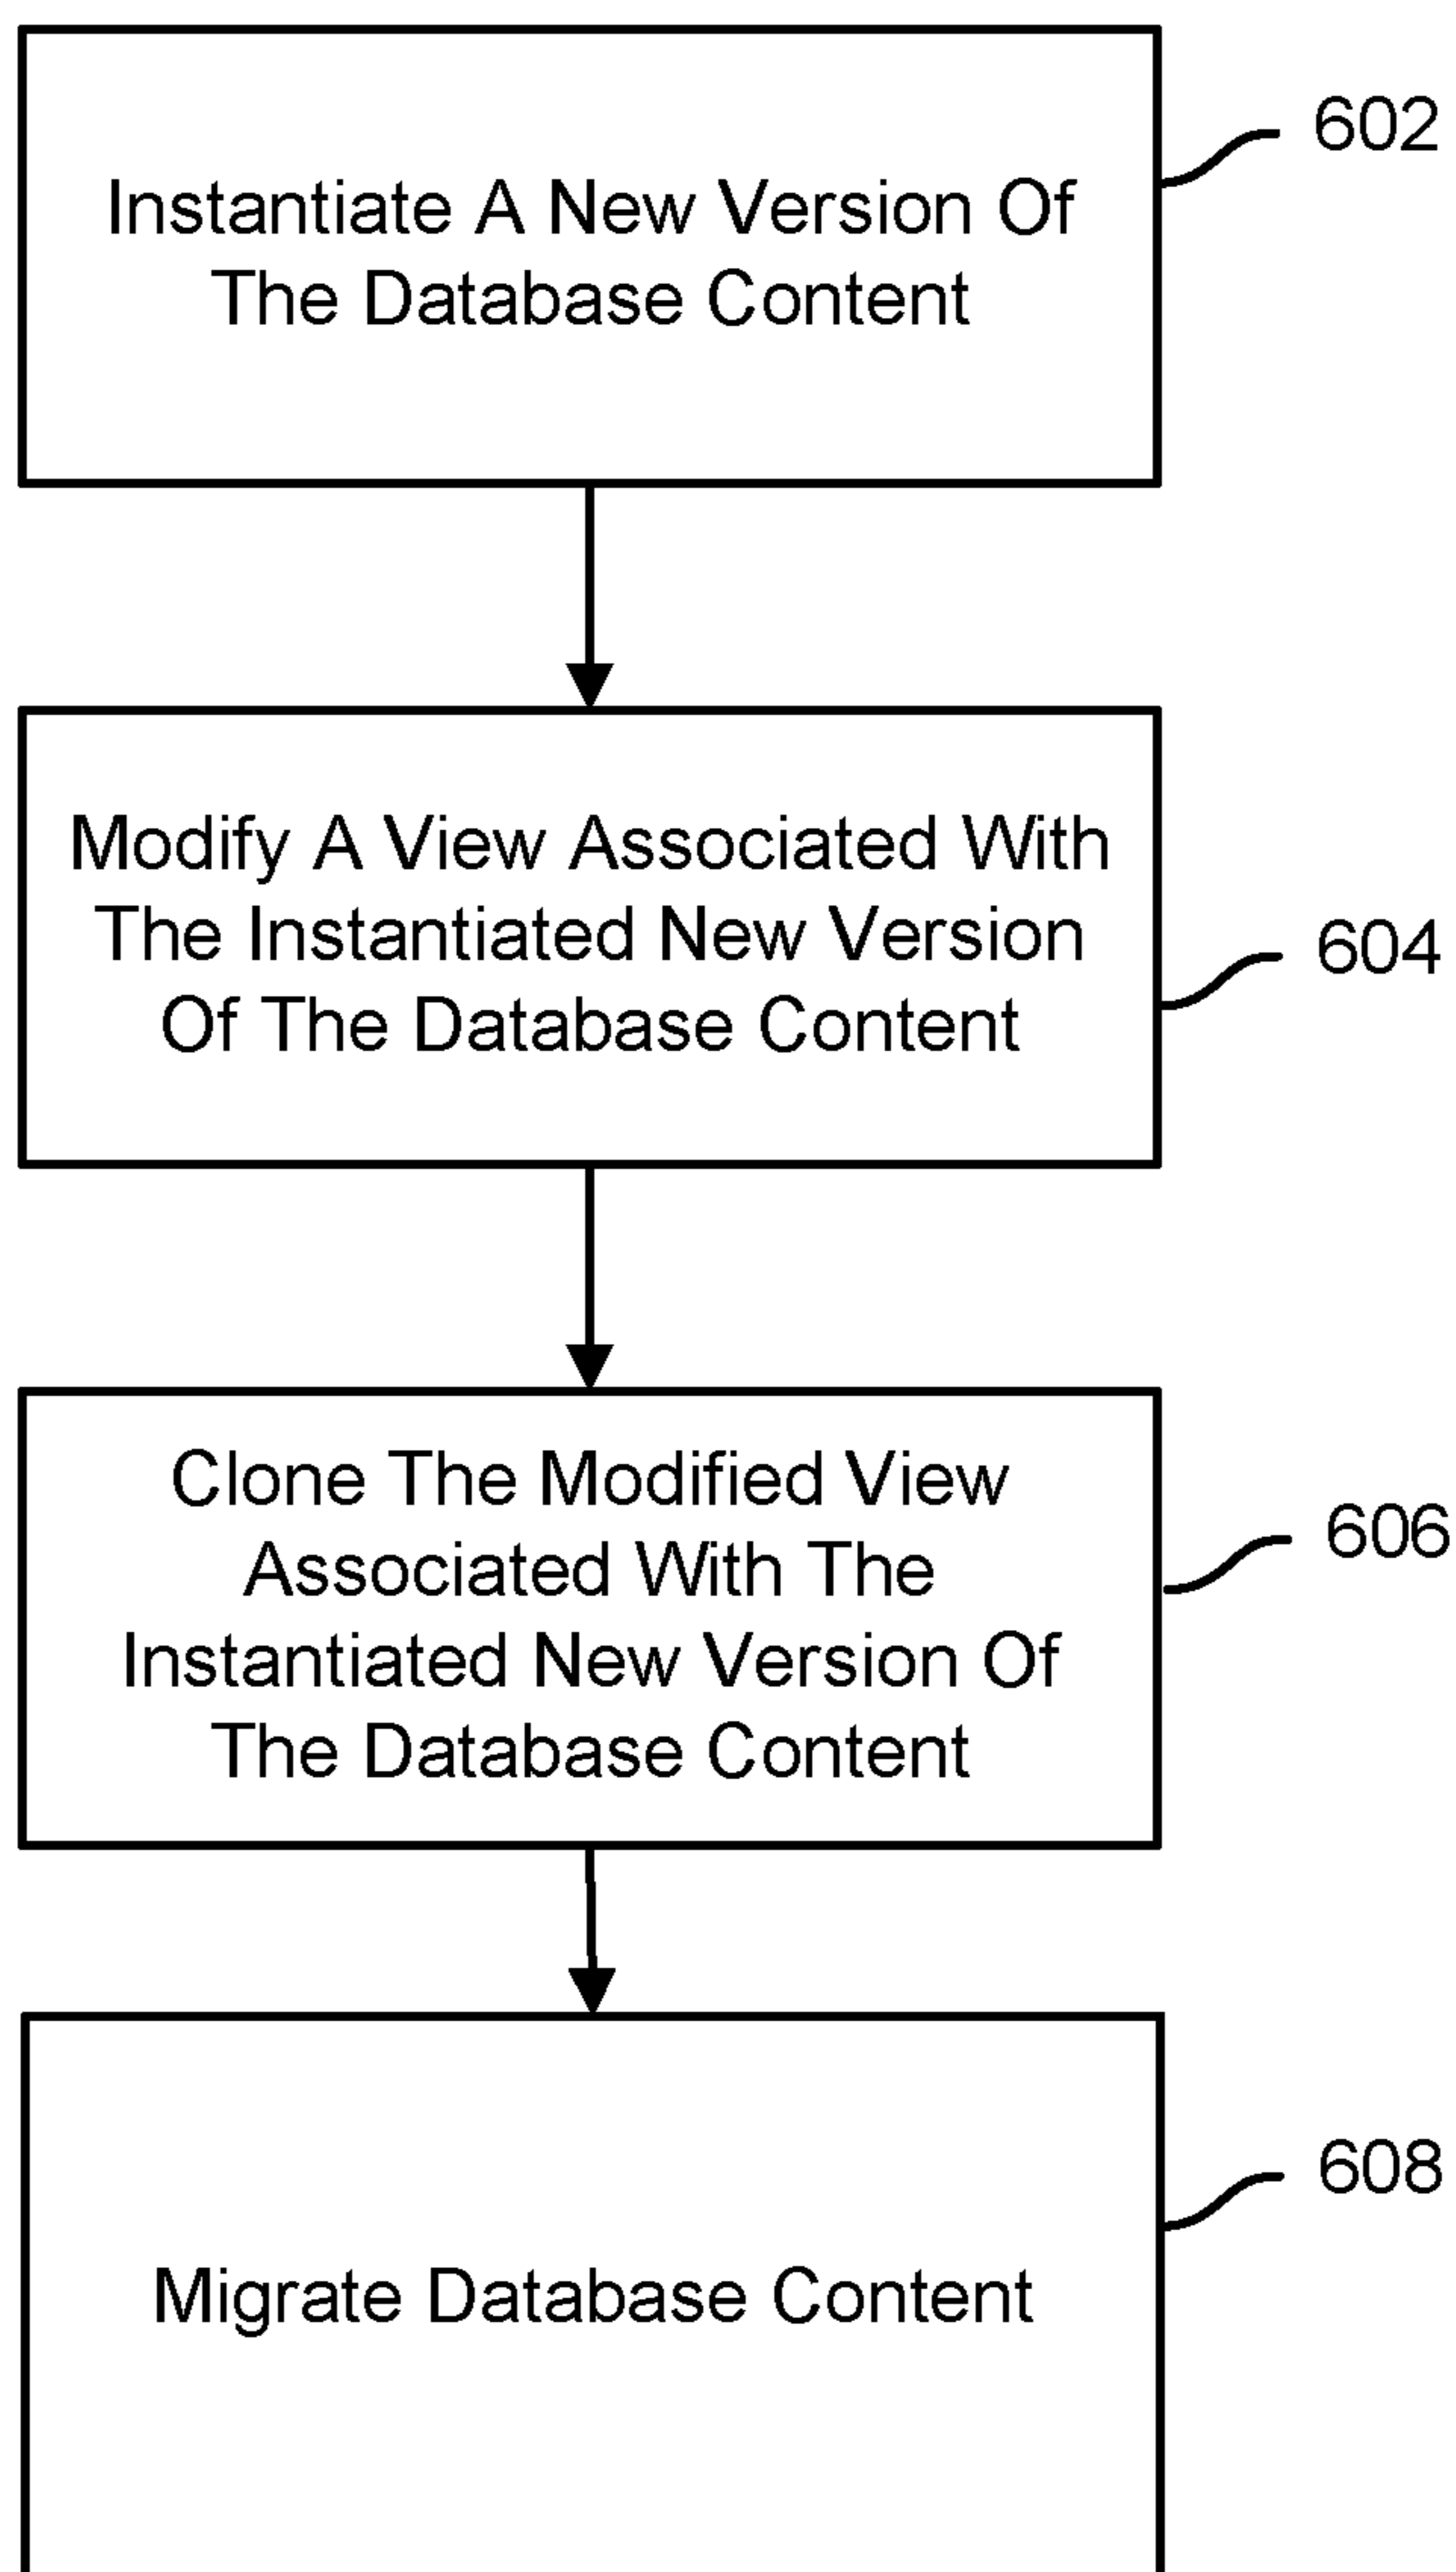 602
Instantiate A New Version Of
The Database Content
Modify A View Associated With
The Instantiated New Version
Of The Database Content
604
Clone The Modified View
Associated With The
Instantiated New Version Of
The Database Content
606
608
Migrate Database Content